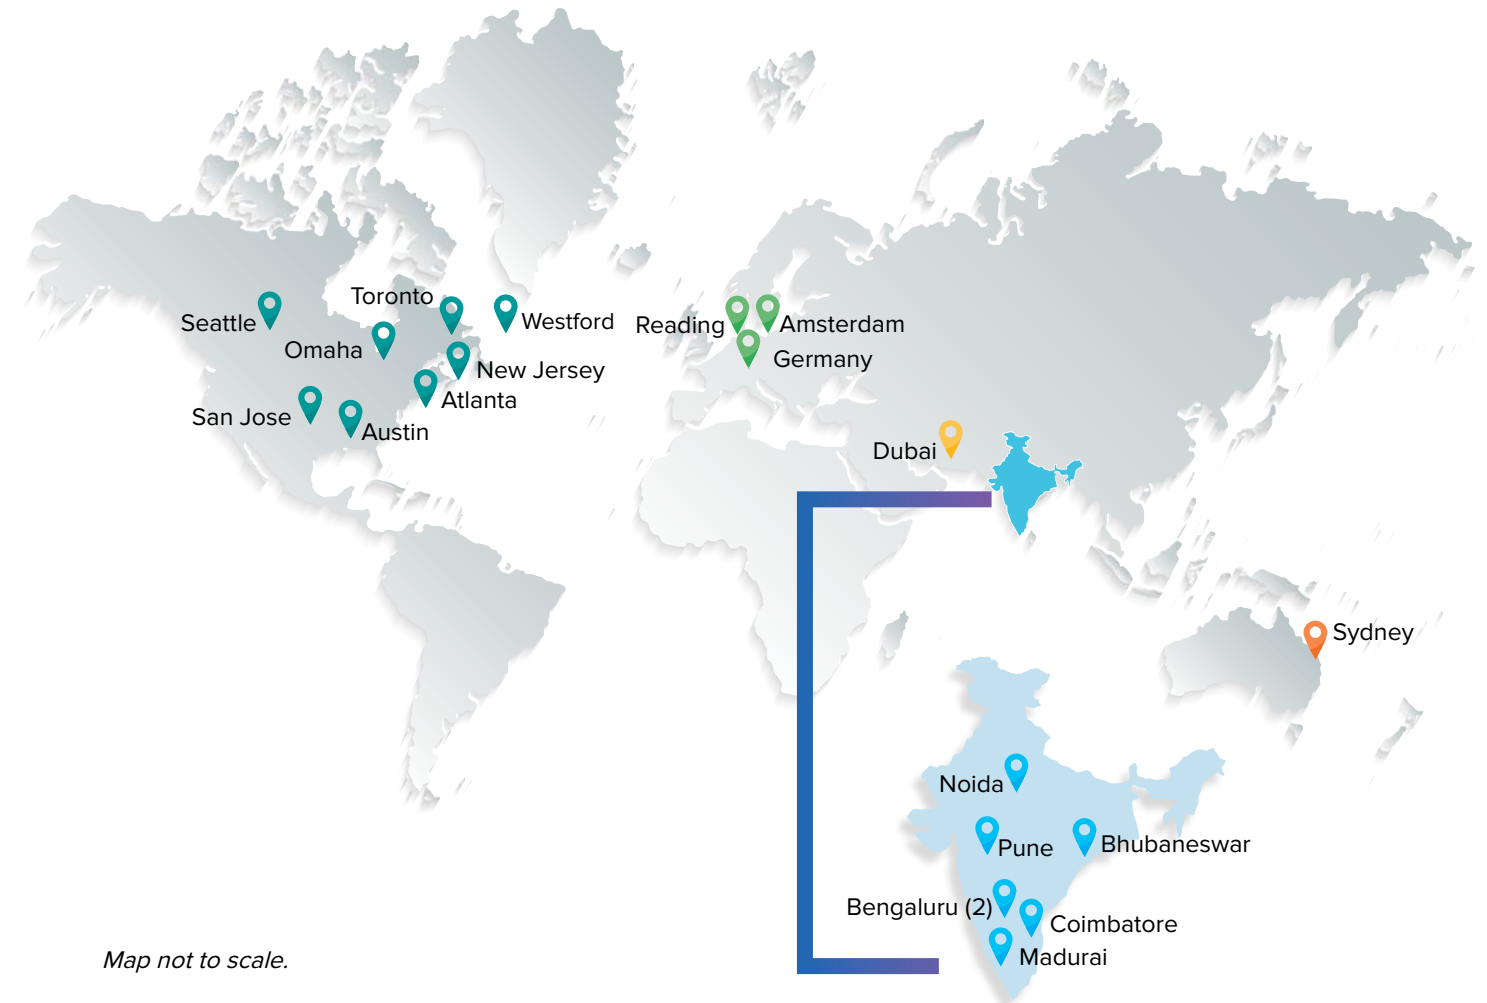 Toronto
Seattle
Westford
Omaha
New Jersey
Atlanta
San Jose
Austin
Reading
Amsterdam
Germany
Dubai
Sydney
Noida
Pune
Bhubaneswar
Bengaluru (2)
Coimbatore
Madurai
Map not to scale.